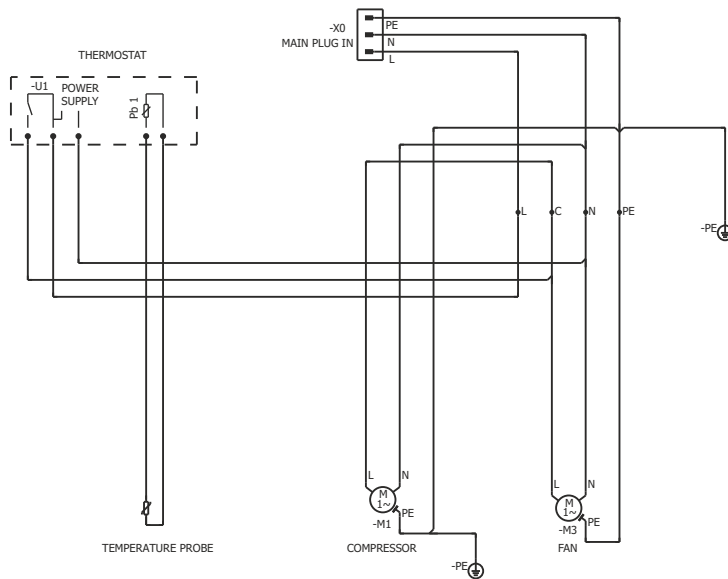 -X0
MAIN PLUG IN
PE
N
L
THERMOSTAT
-U1
POWER
SUPPLY
Pb 1
L
C
N
PE
-PE
L
N
M
1~
PE
-M1
L
N
M
1~
PE
-M3
TEMPERATURE PROBE
COMPRESSOR
FAN
-PE